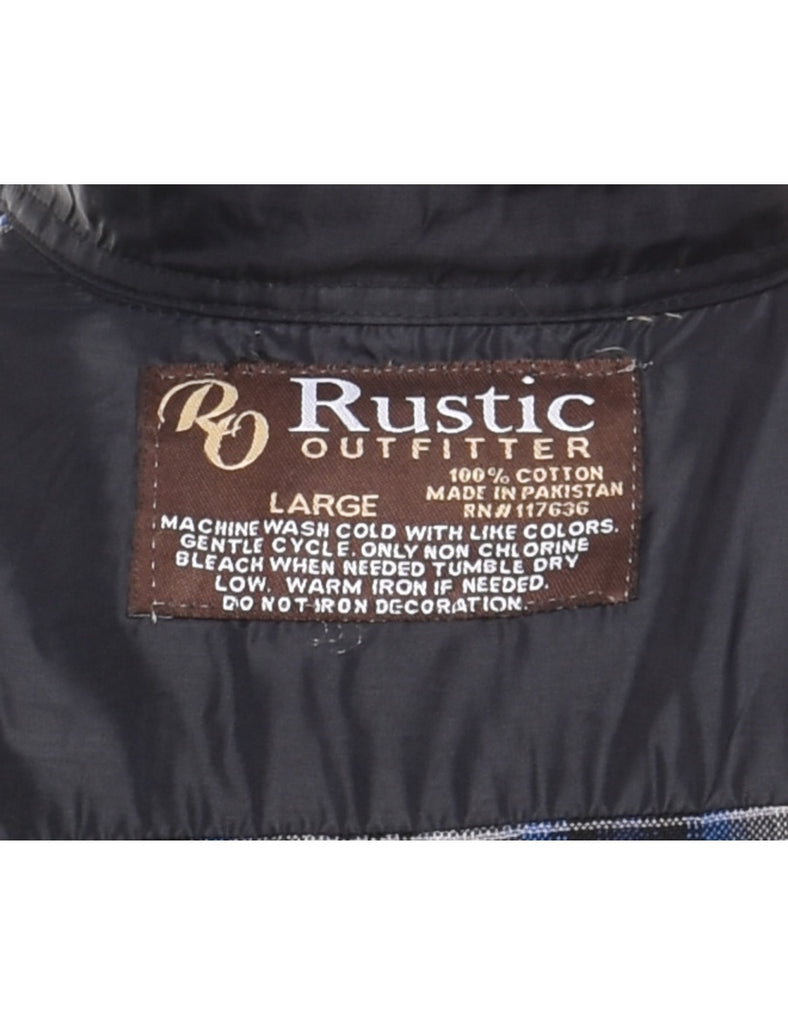 RO Rustic
OUTFITTER
100% COTTON
LARGE MADE IN PAKISTAN
RN#117636
MACHINE WASH COLD WITH LIKE COLORS.
GENTLE CYCLE. ONLY NON CHLORINE
BLEACH WHEN NEEDED TUMBLE DRY
LOW, WARM IRON IF NEEDED.
DO NOT IRON DECORATION.